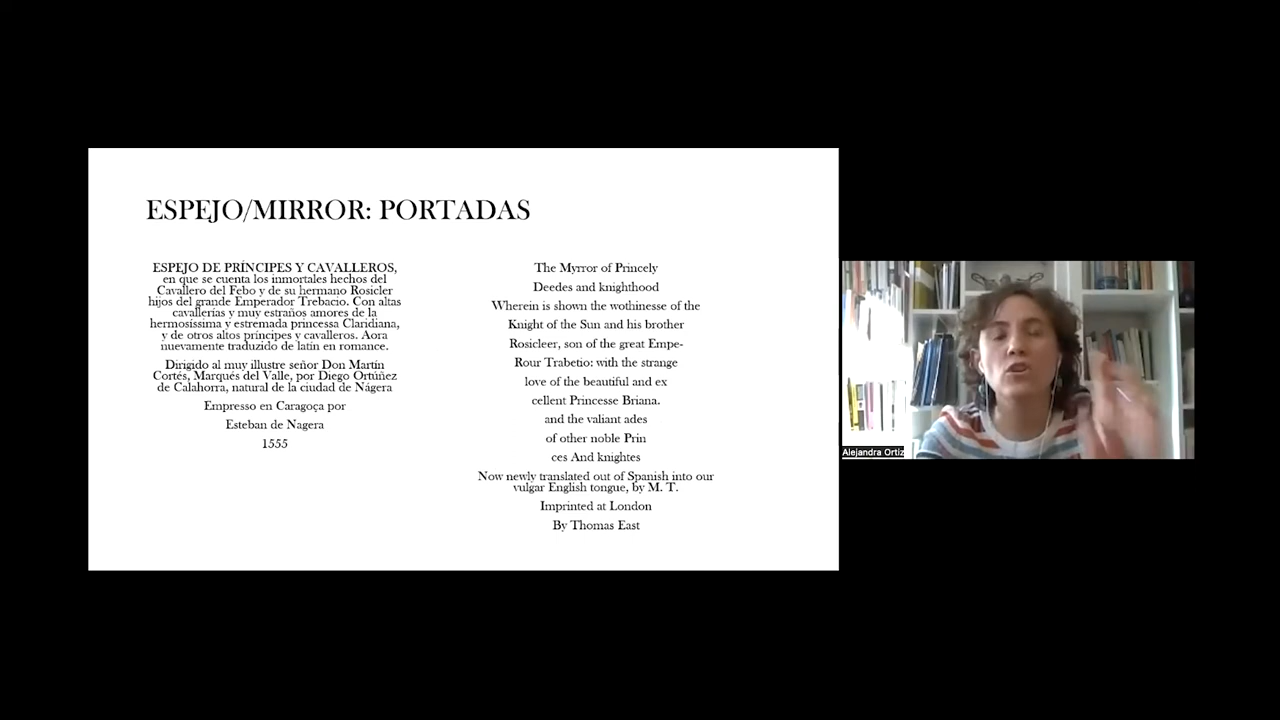 ESPEJO/MIRROR: PORTADAS
ESPEJO DE PRÍNCIPES Y CAVALLEROS,
en que se cuenta los inmortales hechos del
Cavallero del Febo y de su hermano Rosicler
hijos del grande Emperador Trebacio. Con altas
cavallerías y muy estraños amores de la
hermosíssima y estremada princessa Claridiana,
y de otros altos príncipes y cavalleros. Aora
nuevamente traduzido de latín en romance.
Dirigido al muy illustre señor Don Martín
Cortés, Marqués del Valle, por Diego Ortúñez
de Calahorra, natural de la ciudad de Nágera
Empresso en Caragoça por
Esteban de Nagera
1555
The Myrror of Princely
Deedes and knighthood
Wherein is shown the wothinesse of the
Knight of the Sun and his brother
Rosicleer, son of the great Empe-
Rour Trabetio: with the strange
love of the beautiful and ex
cellent Princesse Briana.
and the valiant ades
of other noble Prin
ces And knightes
Now newly translated out of Spanish into our
vulgar English tongue, by M. T.
Imprinted at London
By Thomas East
Alejandra Ortiz